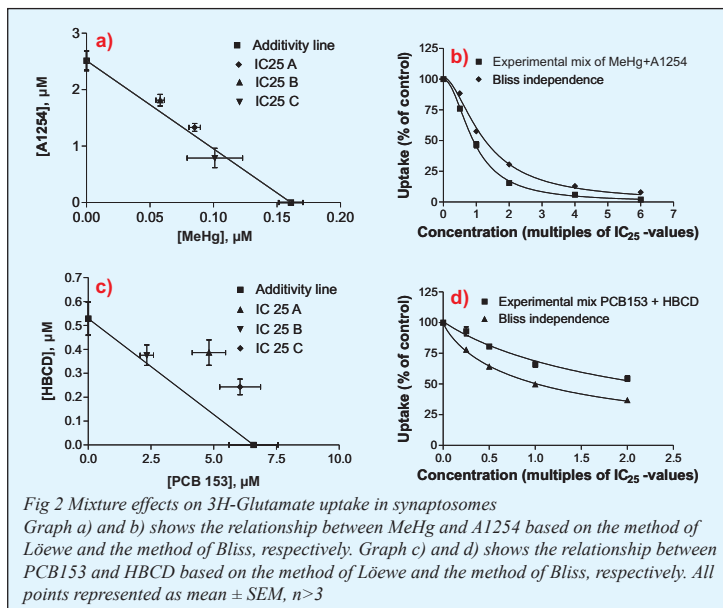 a)
Additivity line
IC25 A
IC25 B
IC25 C
[A1254], µM
3
2
1
0
0.00 0.05 0.10 0.15 0.20
[MeHg], µM
b)
Experimental mix of MeHg+A1254
Bliss independence
Uptake (% of control)
125
100
75
50
25
0
0 1 2 3 4 5 6 7
Concentration (multiples of IC25 -values)
c)
Additivity line
IC 25 A
IC 25 B
IC 25 C
[HBCD], µM
0.7
0.6
0.5
0.4
0.3
0.2
0.1
0.0
0.0 2.5 5.0 7.5 10.0
[PCB 153], µM
d)
Experimental mix PCB153 + HBCD
Bliss independence
Uptake (% of control)
125
100
75
50
25
0
0.0 0.5 1.0 1.5 2.0 2.5
Concentration (multiples of IC25 -values)
Fig 2 Mixture effects on 3H-Glutamate uptake in synaptosomes
Graph a) and b) shows the relationship between MeHg and A1254 based on the method of
Löewe and the method of Bliss, respectively. Graph c) and d) shows the relationship between
PCB153 and HBCD based on the method of Löewe and the method of Bliss, respectively. All
points represented as mean ± SEM, n>3